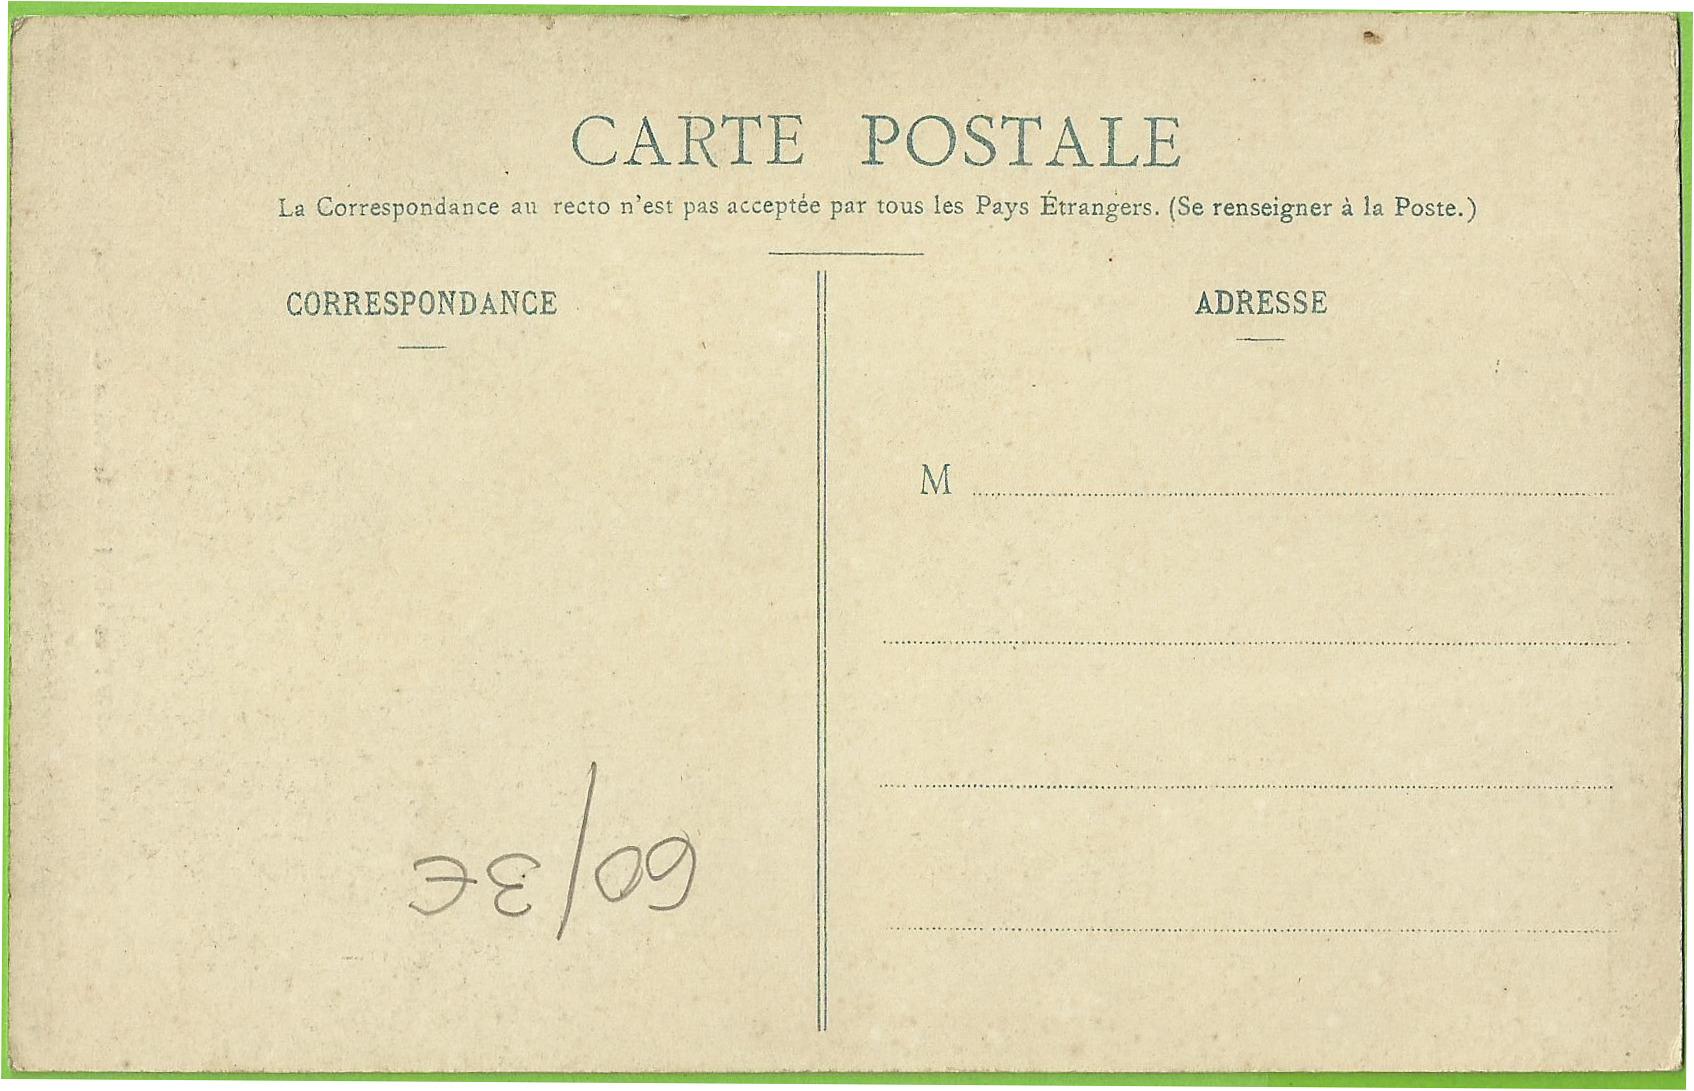 CARTE POSTALE
La Correspondance au recto n'est pas acceptée par tous les Pays Étrangers. (Se renseigner à la Poste.)
CORRESPONDANCE
ADRESSE
M
60/3€